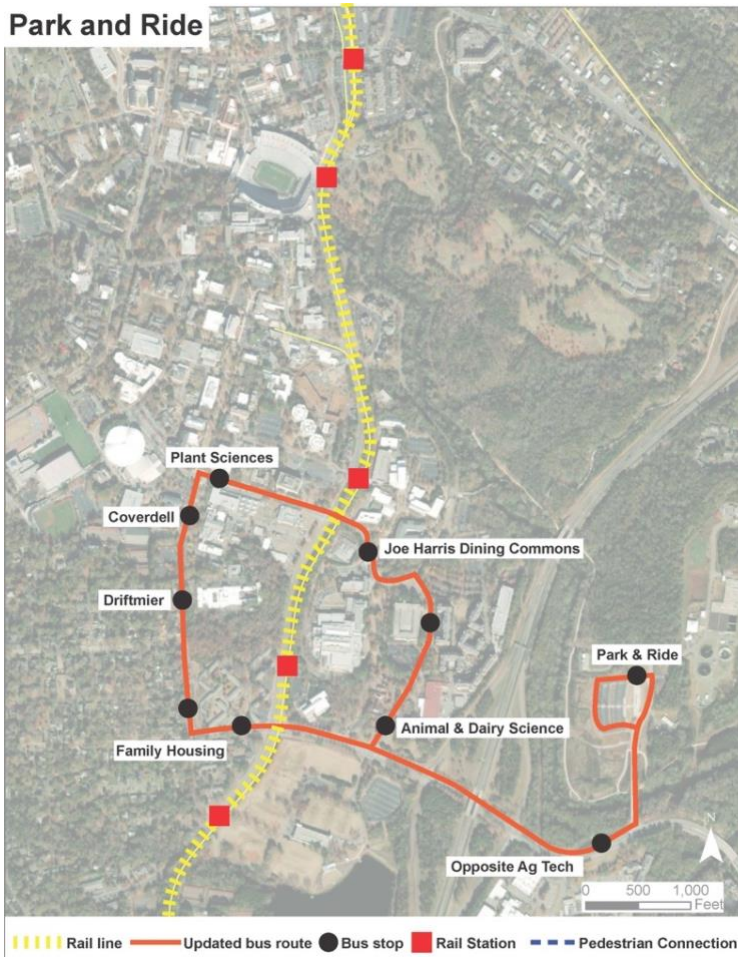 Park and Ride
Plant Sciences
Coverdell
Joe Harris Dining Commons
Driftmier
Park & Ride
Animal & Dairy Science
Family Housing
Opposite Ag Tech
N
0 500 1,000
Feet
Rail line Updated bus route Bus stop Rail Station Pedestrian Connection